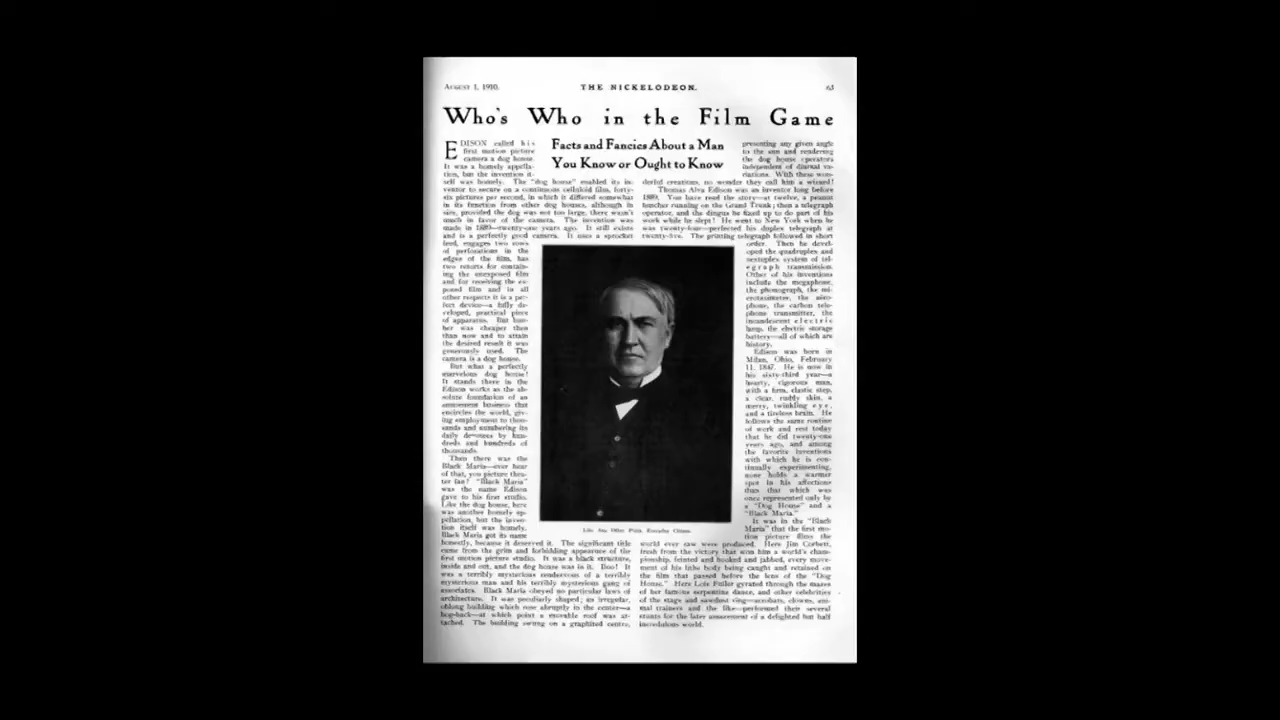 August 1, 1910.
THE NICKELODEON.
63
Who's Who in the Film Game
Facts and Fancies About a Man
You Know or Ought to Know
EDISON called his
first motion picture
camera a dog house.
It was a homely appella-
tion, but the invention it-
self was homely. The "dog house" enabled its in-
ventor to secure on a continuous celluloid film, forty-
six pictures per second, in which it differed somewhat
in its function from other dog houses, although in
size, provided the dog was not too large, there wasn't
much in favor of the camera. The invention was
made in 1889—twenty-one years ago. It still exists
and is a perfectly good camera. It uses a sprocket
feed, engages two rows
of perforations in the
edges of the film, has
two retorts for contain-
ing the unexposed film
and for receiving the ex-
posed film and in all
other respects it is a per-
fect device—a fully de-
veloped, practical piece
of apparatus. But lum-
ber was cheaper then
than now and to attain
the desired result it was
generously used. The
camera is a dog house.
But what a perfectly
marvelous dog house!
It stands there in the
Edison works as the ab-
solute foundation of an
amusement business that
encircles the world, giv-
ing employment to thou-
sands and numbering its
daily devotees by hun-
dreds and hundreds of
thousands.
Then there was the
Black Maria—ever hear
of that, you picture thea-
ter fan? "Black Maria"
was the name Edison
gave to his first studio.
Like the dog house, here
was another homely ap-
pellation, but the inven-
tion itself was homely.
Black Maria got its name
honestly, because it deserved it. The significant title
came from the grim and forbidding appearance of the
first motion picture studio. It was a black structure,
inside and out, and the dog house was in it. Boo! It
was a terribly mysterious rendezvous of a terribly
mysterious man and his terribly mysterious gang of
associates. Black Maria obeyed no particular laws of
architecture. It was peculiarly shaped; an irregular,
oblong building which rose abruptly in the center—a
hog-back—at which point a movable roof was at-
tached. The building swung on a graphited centre,
presenting any given angle
to the sun and rendering
the dog house operators
independent of diurnal va-
riations. With these won-
derful creations, no wonder they call him a wizard!
Thomas Alva Edison was an inventor long before
1889. You have read the story—at twelve, a peanut
butcher running on the Grand Trunk; then a telegraph
operator, and the dingus he fixed up to do part of his
work while he slept! He went to New York when he
was twenty-four—perfected his duplex telegraph at
twenty-five. The printing telegraph followed in short
order. Then he devel-
oped the quadruplex and
sextuplex system of tel-
egraph transmission.
Other of his inventions
include the megaphone,
the phonograph, the mi-
crotasimeter, the aero-
phone, the carbon tele-
phone transmitter, the
incandescent electric
lamp, the electric storage
battery—all of which are
history.
Edison was born in
Milan, Ohio, February
11, 1847. He is now in
his sixty-third year—a
hearty, vigorous man,
with a firm, elastic step,
a clear, ruddy skin, a
merry, twinkling eye,
and a tireless brain. He
follows the same routine
of work and rest today
that he did twenty-one
years ago, and among
the favorite inventions
with which he is con-
tinually experimenting,
none holds a warmer
spot in his affections
than that which was
once represented only by
a "Dog House" and a
"Black Maria."
It was in the "Black
Maria" that the first mo-
tion picture films the
world ever saw were produced. Here Jim Corbett,
fresh from the victory that won him a world's cham-
pionship, feinted and hooked and jabbed, every move-
ment of his lithe body being caught and retained on
the film that passed before the lens of the "Dog
House." Here Loie Fuller gyrated through the mazes
of her famous serpentine dance, and other celebrities
of the stage and sawdust ring—acrobats, clowns, ani-
mal trainers and the like—performed their several
stunts for the later amusement of a delighted but half
incredulous world.